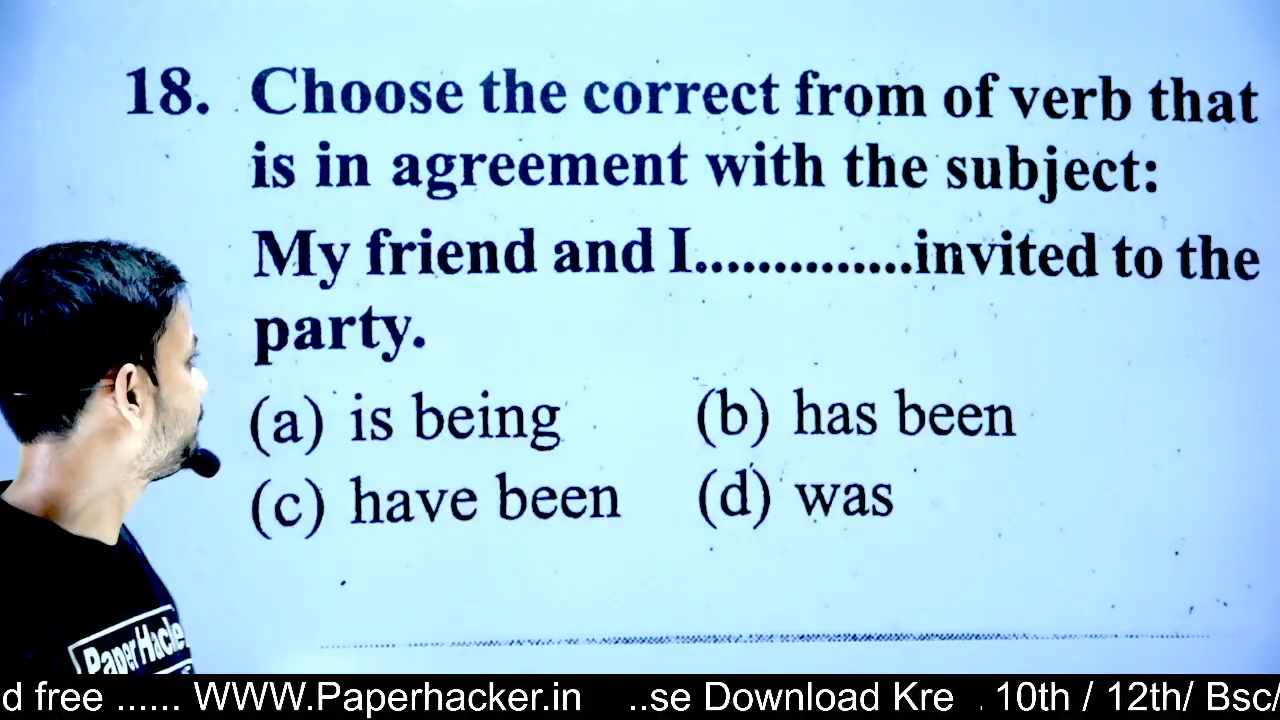 18. Choose the correct from of verb that
is in agreement with the subject:
My friend and I..............invited to the
party.
(a) is being (b) has been
(c) have been (d) was
PaperHacke
d free ...... WWW.Paperhacker.in ..se Download Kre . 10th / 12th/ Bsc/